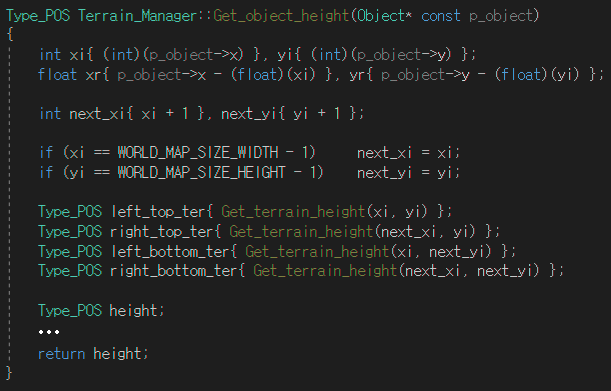 Type_POS Terrain_Manager::Get_object_height(Object* const p_object)
{
int xi{ (int)(p_object->x) }, yi{ (int)(p_object->y) };
float xr{ p_object->x - (float)(xi) }, yr{ p_object->y - (float)(yi) };
int next_xi{ xi + 1 }, next_yi{ yi + 1 };
if (xi == WORLD_MAP_SIZE_WIDTH - 1) next_xi = xi;
if (yi == WORLD_MAP_SIZE_HEIGHT - 1) next_yi = yi;
Type_POS left_top_ter{ Get_terrain_height(xi, yi) };
Type_POS right_top_ter{ Get_terrain_height(next_xi, yi) };
Type_POS left_bottom_ter{ Get_terrain_height(xi, next_yi) };
Type_POS right_bottom_ter{ Get_terrain_height(next_xi, next_yi) };
Type_POS height;
...
return height;
}